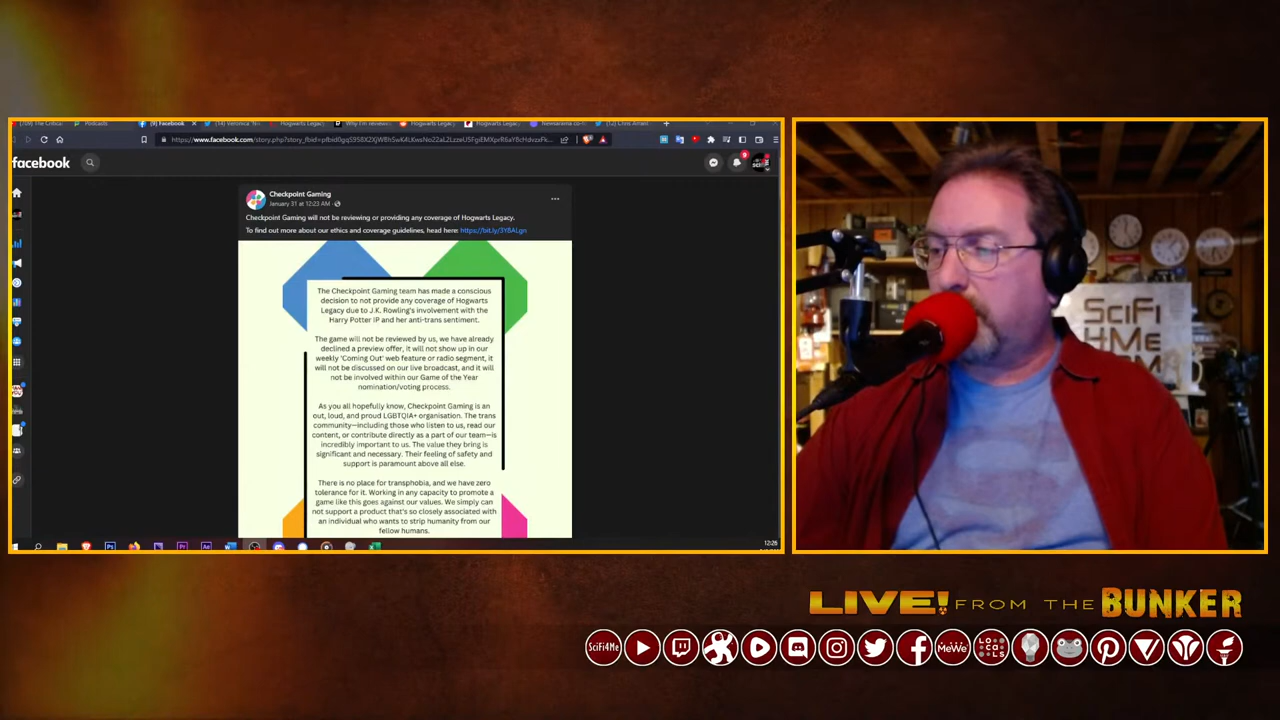 facebook
Checkpoint Gaming
January 31 at 12:23 AM
Checkpoint Gaming will not be reviewing or providing any coverage of Hogwarts Legacy.
To find out more about our ethics and coverage guidelines, head here: https://bit.ly/3Y8ALgn
The Checkpoint Gaming team has made a conscious
decision to not provide any coverage of Hogwarts
Legacy due to J.K. Rowling's involvement with the
Harry Potter IP and her anti-trans sentiment.
The game will not be reviewed by us, we have already
declined a preview offer, it will not show up in our
weekly 'Coming Out' web feature or radio segment, it
will not be discussed on our live broadcast, and it will
not be involved within our Game of the Year
nomination/voting process.
As you all hopefully know, Checkpoint Gaming is an
out, loud, and proud LGBTQIA+ organisation. The trans
community—including those who listen to us, read our
content, or contribute directly as a part of our team—is
incredibly important to us. The value they bring is
significant and necessary. Their feeling of safety and
support is paramount above all else.
There is no place for transphobia, and we have zero
tolerance for it. Working in any capacity to promote a
game like this goes against our values. We simply can
not support a product that's so closely associated with
an individual who wants to strip humanity from our
fellow humans.
12:26
SciFi
4Me
LIVE! FROM THE BUNKER
SciFi4Me
MeWe
LO
CA
LS